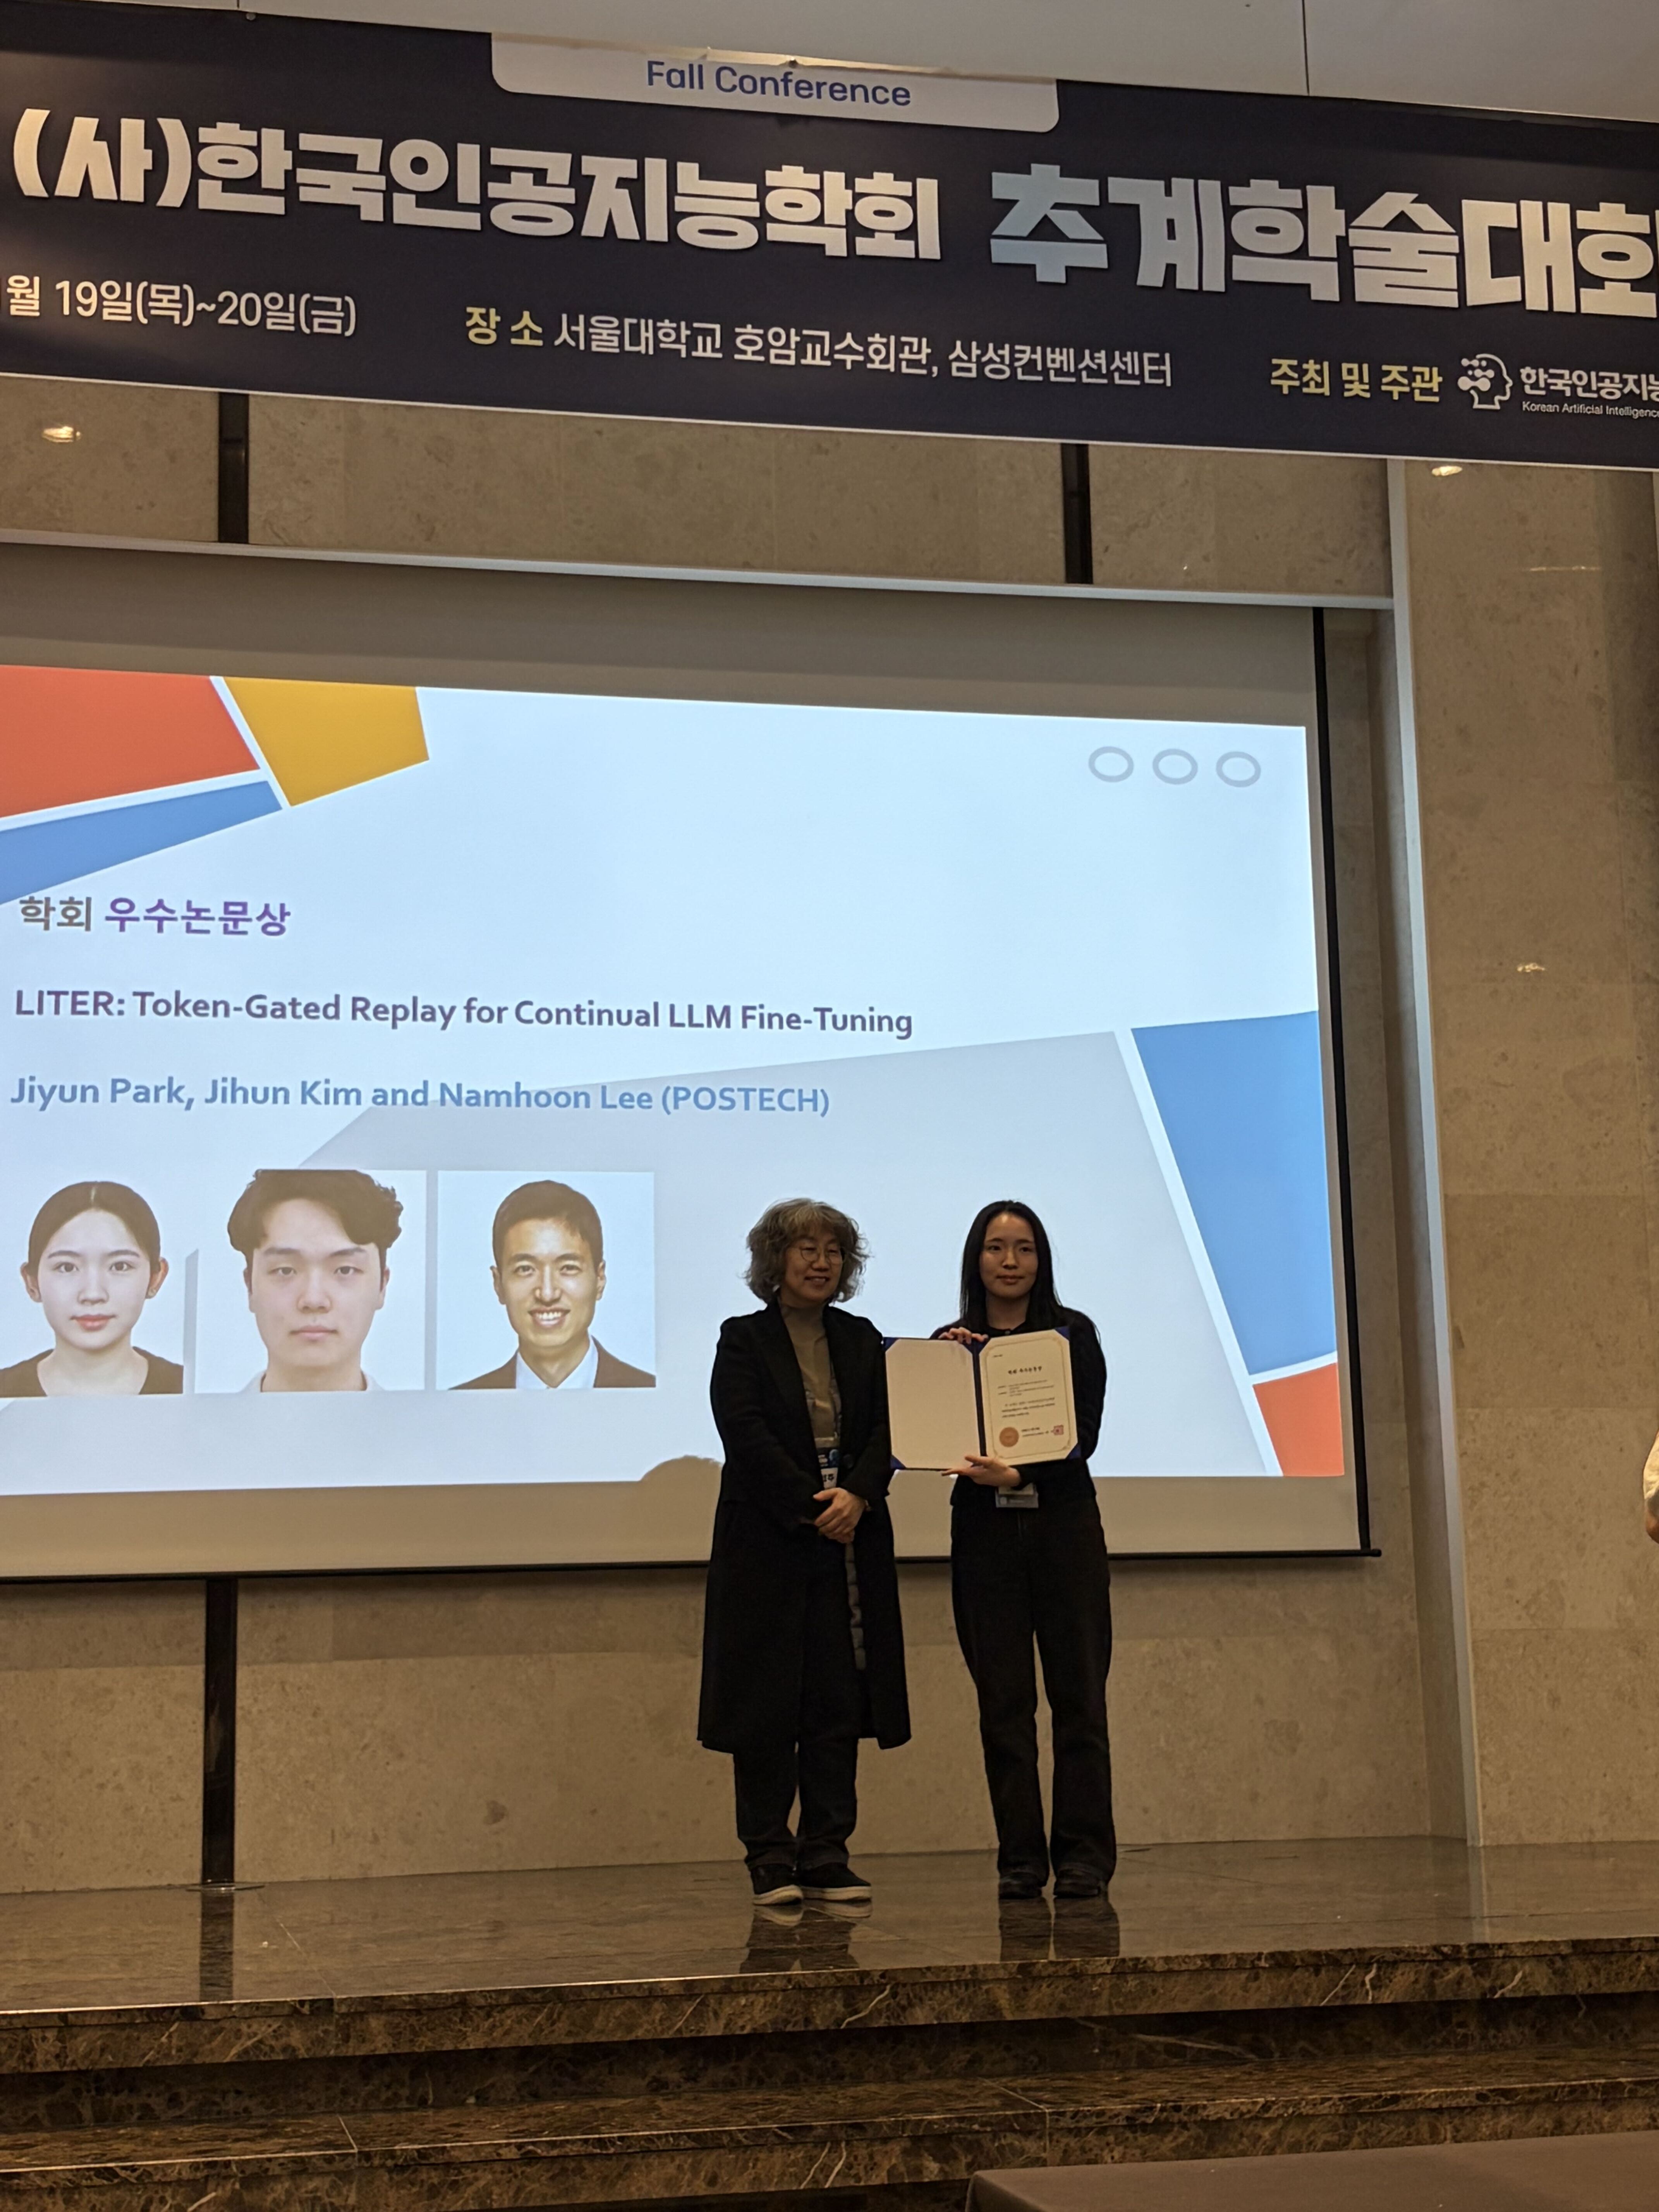 Fall Conference
(사)한국인공지능학회 추계학술대회
월 19일(목)~20일(금) 장 소 서울대학교 호암교수회관, 삼성컨벤션센터 주최 및 주관 한국인공지능
Korean Artificial Intelligence
학회 우수논문상
LITER: Token-Gated Replay for Continual LLM Fine-Tuning
Jiyun Park, Jihun Kim and Namhoon Lee (POSTECH)